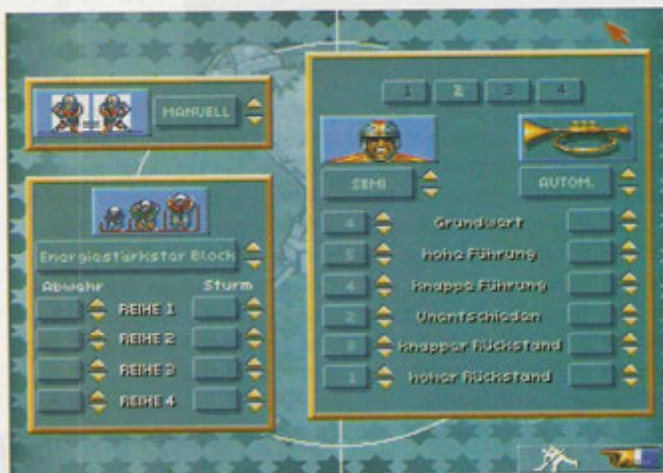 MANUELL
Energiestärkster Block
Abwehr Sturm
REIHE 1
REIHE 2
REIHE 3
REIHE 4
1 2 3 4
SEMI AUTOM.
4 Grundwert
5 hohe Führung
4 knappe Führung
2 Unentschieden
knapper Rückstand
1 hoher Rückstand